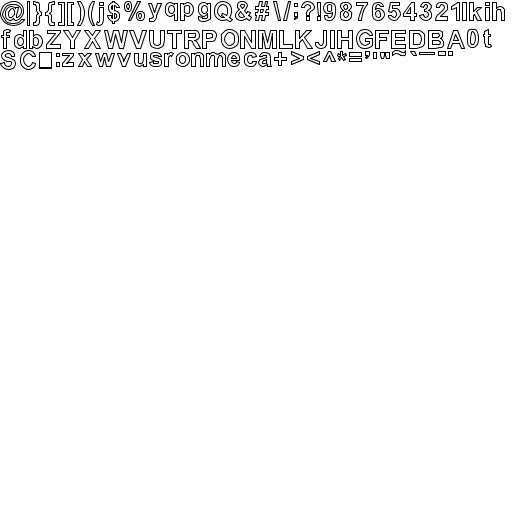 @|}{][)(j$%yqpgQ&#\/;?!987654321lkih
fdbZYXWVUTRPONMLKJIHGFEDBA0t
SC□:zxwvusronmeca+><^*=,'"~`—..